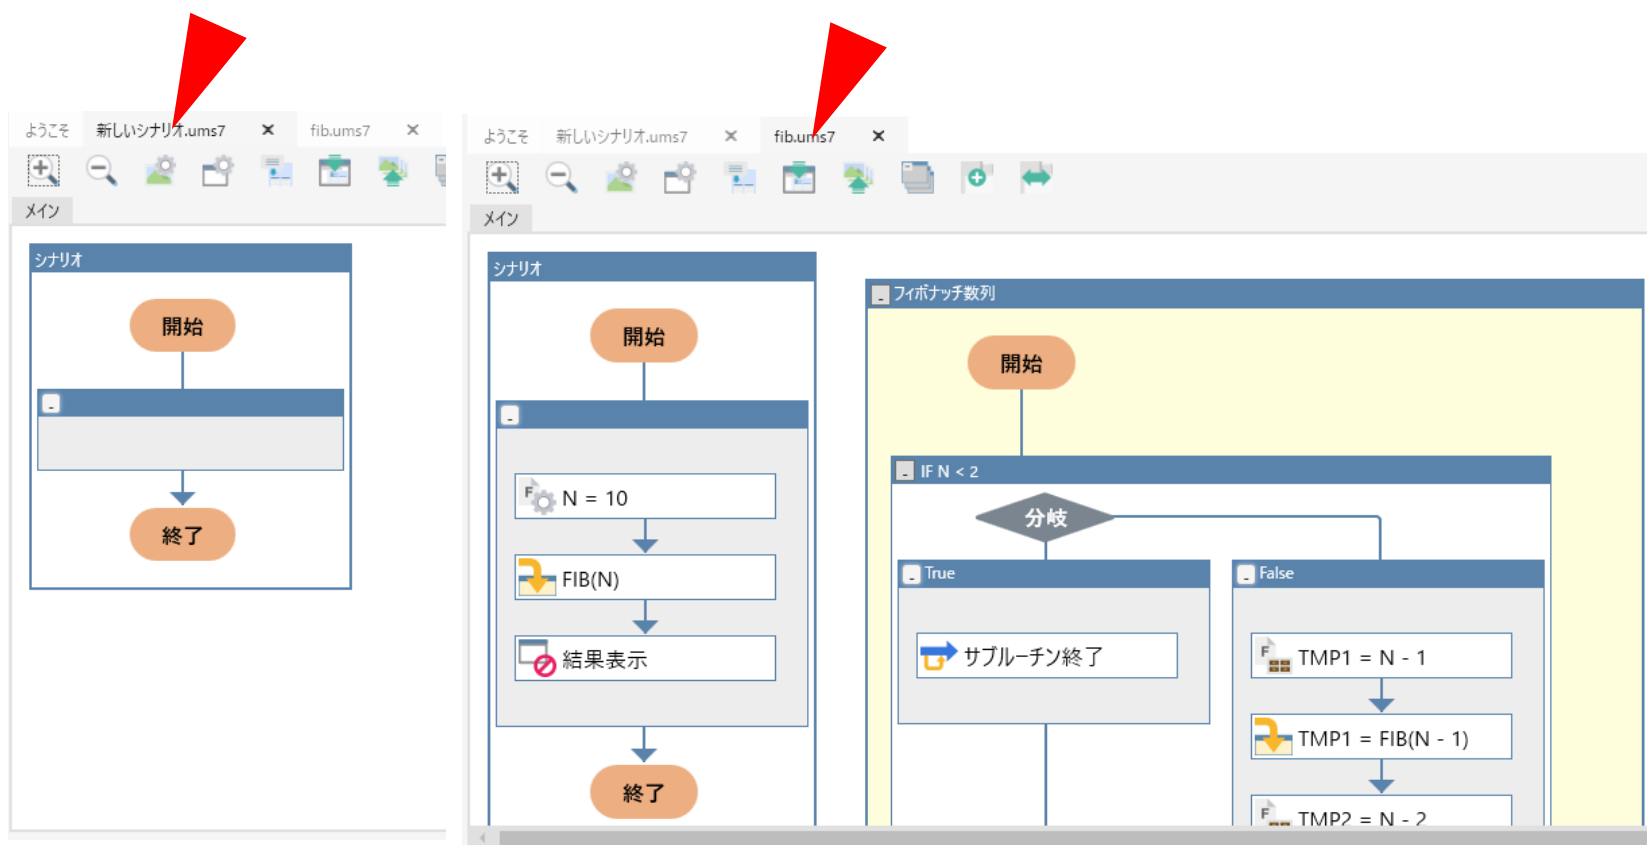 ようこそ 新しいシナリオ.ums7 fib.ums7
メイン
シナリオ
開始
終了
ようこそ 新しいシナリオ.ums7 fib.ums7
メイン
シナリオ
開始
N = 10
FIB(N)
結果表示
終了
フィボナッチ数列
開始
IF N < 2
分岐
True
サブルーチン終了
False
TMP1 = N - 1
TMP1 = FIB(N - 1)
TMP2 = N - 2